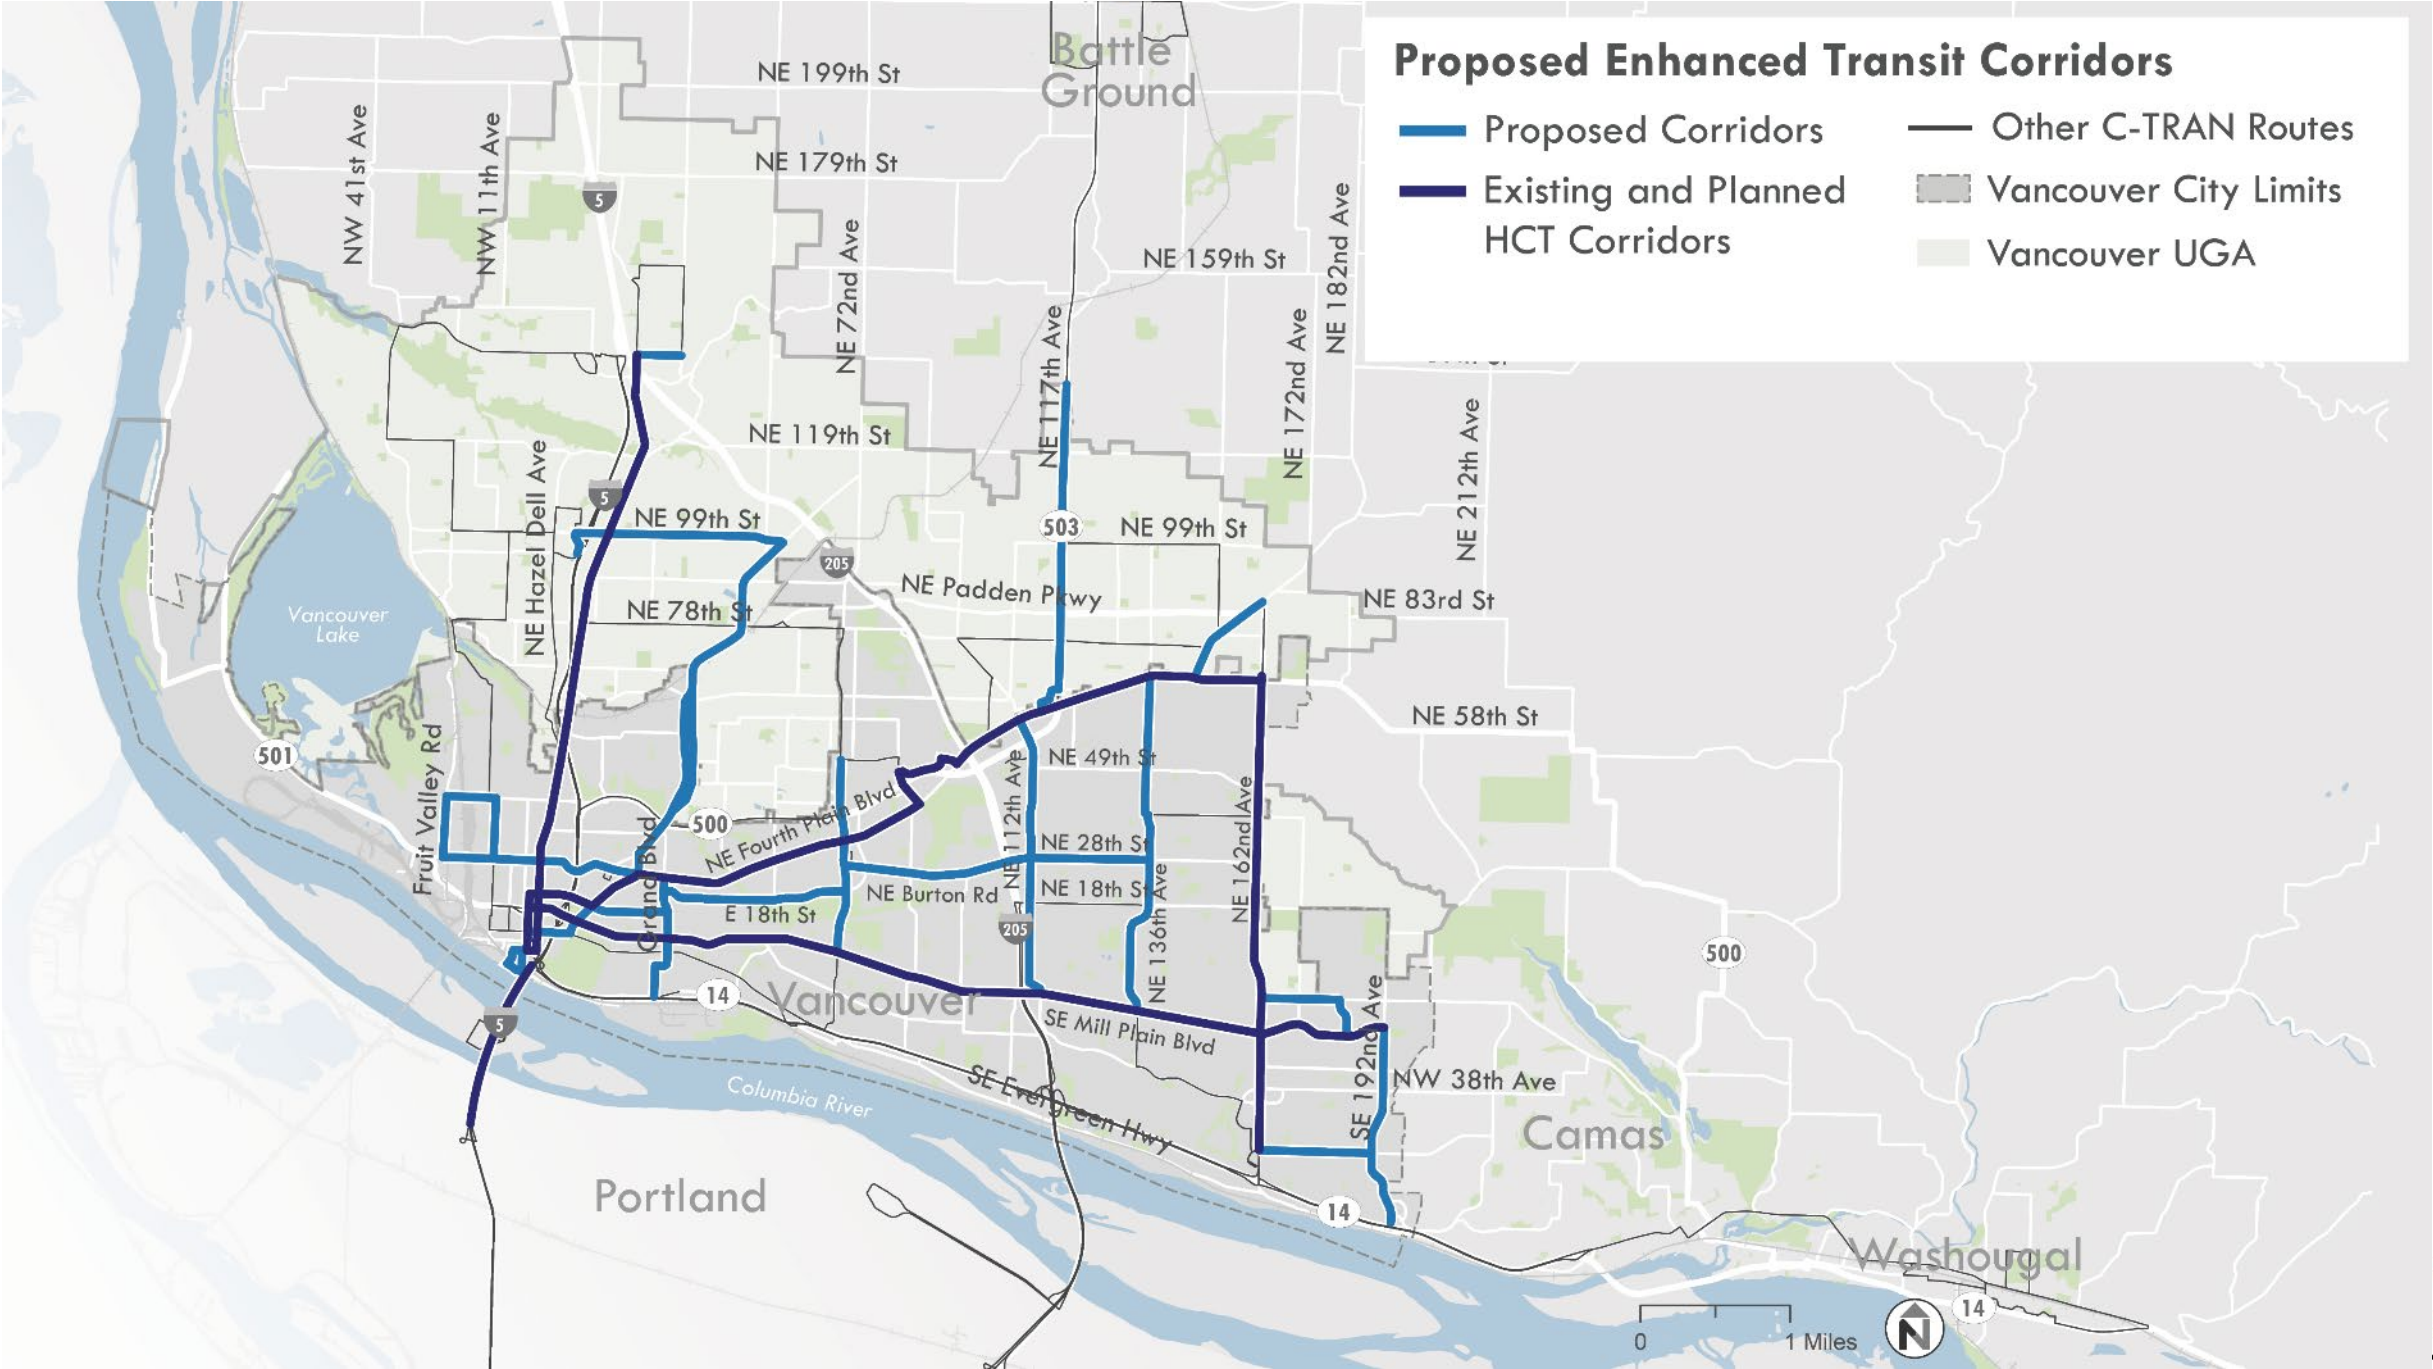 Proposed Enhanced Transit Corridors
Proposed Corridors
Existing and Planned
HCT Corridors
Other C-TRAN Routes
Vancouver City Limits
Vancouver UGA
Battle
Ground
NE 199th St
NW 41st Ave
NW 11th Ave
NE 179th St
5
NE 72nd Ave
NE 159th St
NE 182nd Ave
NE 117th Ave
NE 172nd Ave
NE 119th St
NE 212th Ave
NE Hazel Dell Ave
5
NE 99th St
503
NE 99th St
205
NE Padden Pkwy
NE 83rd St
NE 78th St
Vancouver
Lake
NE 58th St
501
Fruit Valley Rd
NE 49th St
NE 112th Ave
NE 162nd Ave
500
Grand Blvd
NE Fourth Plain Blvd
NE 28th St
NE Burton Rd
NE 18th St
E 18th St
NE 136th Ave
205
500
14
Vancouver
SE 192nd Ave
5
SE Mill Plain Blvd
NW 38th Ave
Columbia River
SE Evergreen Hwy
Camas
Portland
14
Washougal
14
0
1 Miles
N